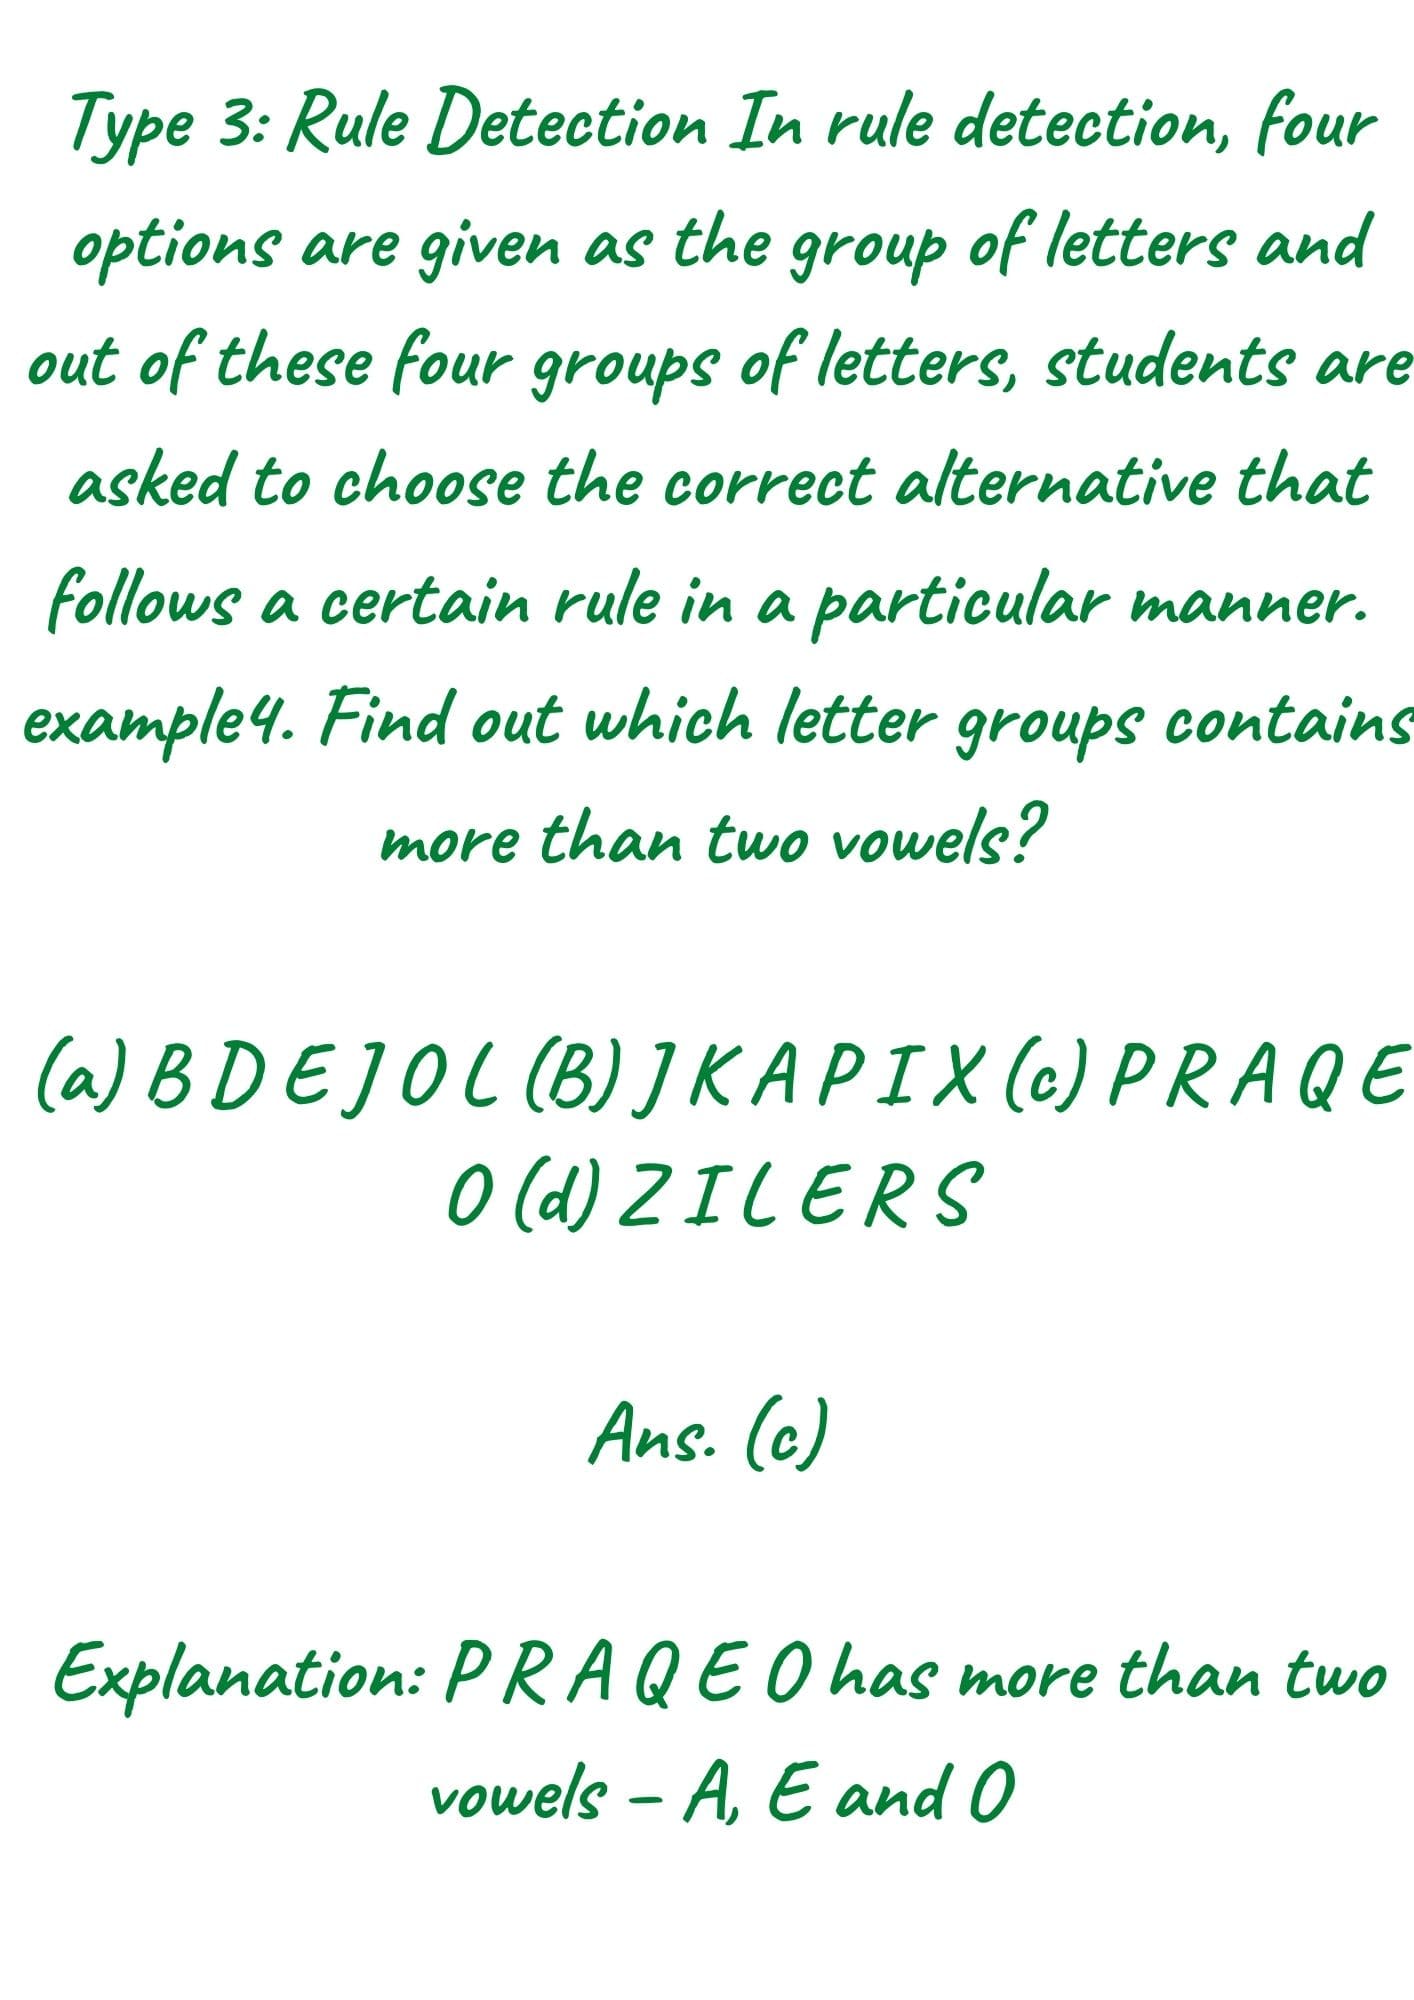 Type 3: Rule Detection In rule detection, four
options are given as the group of letters and
out of these four groups of letters, students are
asked to choose the correct alternative that
follows a certain rule in a particular manner.
example4. Find out which letter groups contains
more than two vowels?
(a) B D E J O L (B) J K A P I X (c) P R A Q E
O (d) Z I L E R S
Ans. (c)
Explanation: P R A Q E O has more than two
vowels – A, E and O